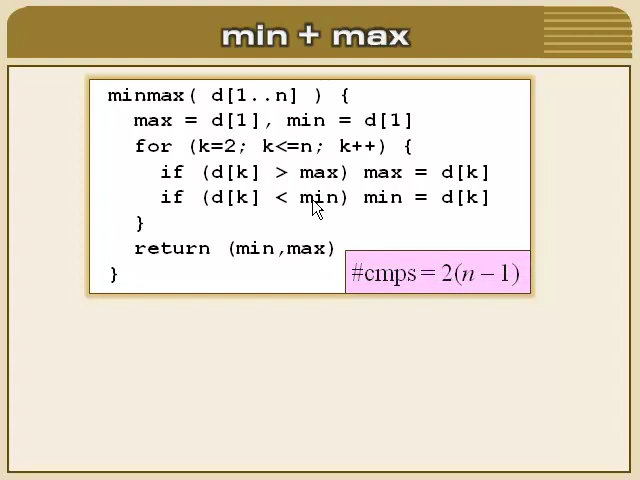 min + max
minmax( d[1..n] ) {
max = d[1], min = d[1]
for (k=2; k<=n; k++) {
if (d[k] > max) max = d[k]
if (d[k] < min) min = d[k]
}
return (min,max)
}
#cmps = 2(n − 1)